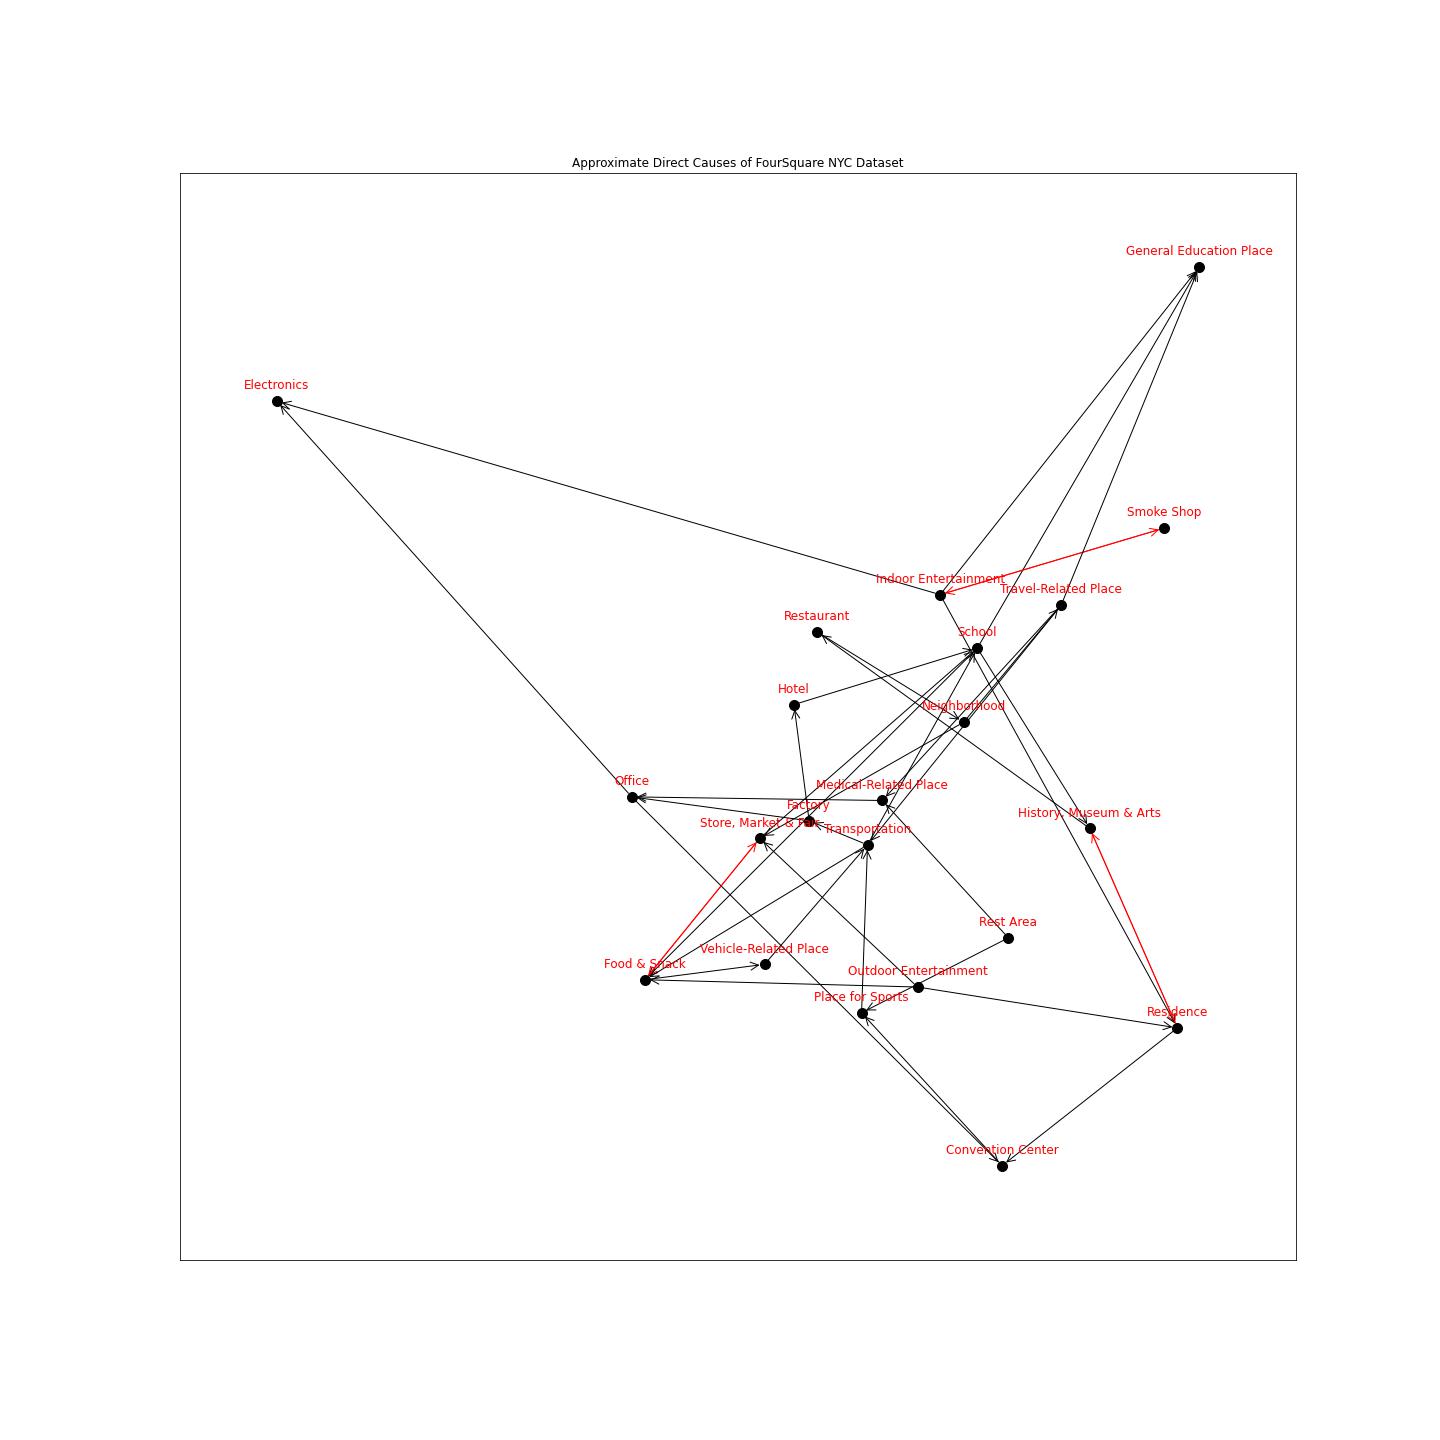 Approximate Direct Causes of FourSquare NYC Dataset
General Education Place
Electronics
Smoke Shop
Indoor Entertainment
Travel-Related Place
Restaurant
School
Hotel
Neighborhood
Office
Medical-Related Place
Factory
History, Museum & Arts
Store, Market & Fair
Transportation
Rest Area
Vehicle-Related Place
Food & Snack
Outdoor Entertainment
Place for Sports
Residence
Convention Center